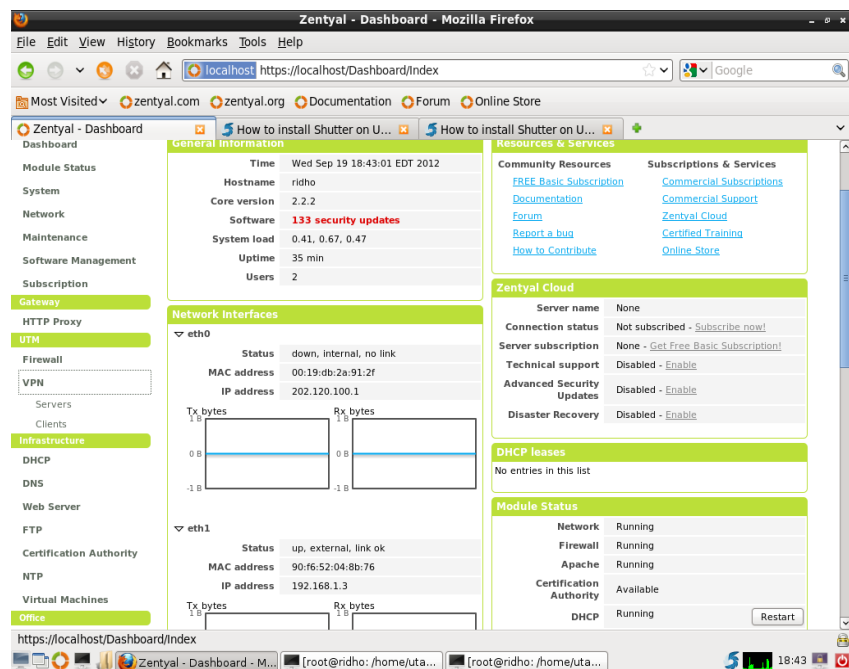 Zentyal - Dashboard - Mozilla Firefox
File Edit View History Bookmarks Tools Help
localhost https://localhost/Dashboard/Index
Google
Most Visited zentyal.com zentyal.org Documentation Forum Online Store
Zentyal - Dashboard How to install Shutter on U... How to install Shutter on U...
Dashboard
Module Status
System
Network
Maintenance
Software Management
Subscription
Gateway
HTTP Proxy
UTM
Firewall
VPN
Servers
Clients
Infrastructure
DHCP
DNS
Web Server
FTP
Certification Authority
NTP
Virtual Machines
Office
General Information
Time Wed Sep 19 18:43:01 EDT 2012
Hostname ridho
Core version 2.2.2
Software 133 security updates
System load 0.41, 0.67, 0.47
Uptime 35 min
Users 2
Network Interfaces
eth0
Status down, internal, no link
MAC address 00:19:db:2a:91:2f
IP address 202.120.100.1
Tx bytes Rx bytes
1 B 1 B
0 B 0 B
-1 B -1 B
eth1
Status up, external, link ok
MAC address 90:f6:52:04:8b:76
IP address 192.168.1.3
Tx bytes Rx bytes
1 B 1 B
Resources & Services
Community Resources Subscriptions & Services
FREE Basic Subscription Commercial Subscriptions
Documentation Commercial Support
Forum Zentyal Cloud
Report a bug Certified Training
How to Contribute Online Store
Zentyal Cloud
Server name None
Connection status Not subscribed - Subscribe now!
Server subscription None - Get Free Basic Subscription!
Technical support Disabled - Enable
Advanced Security
Updates Disabled - Enable
Disaster Recovery Disabled - Enable
DHCP leases
No entries in this list
Module Status
Network Running
Firewall Running
Apache Running
Certification
Authority Available
DHCP Running Restart
https://localhost/Dashboard/Index
Zentyal - Dashboard - M... [root@ridho: /home/uta... [root@ridho: /home/uta... 18:43